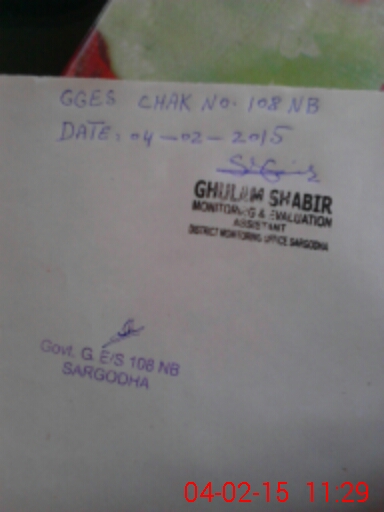 GGES CHAK NO. 108 NB
DATE: 04-02-2015
GHULAM SHABIR
MONITORING & EVALUATION
ASSISTANT
DISTRICT MONITORING OFFICE SARGODHA
Govt. G. E/S 108 NB
SARGODHA
04-02-15 11:29